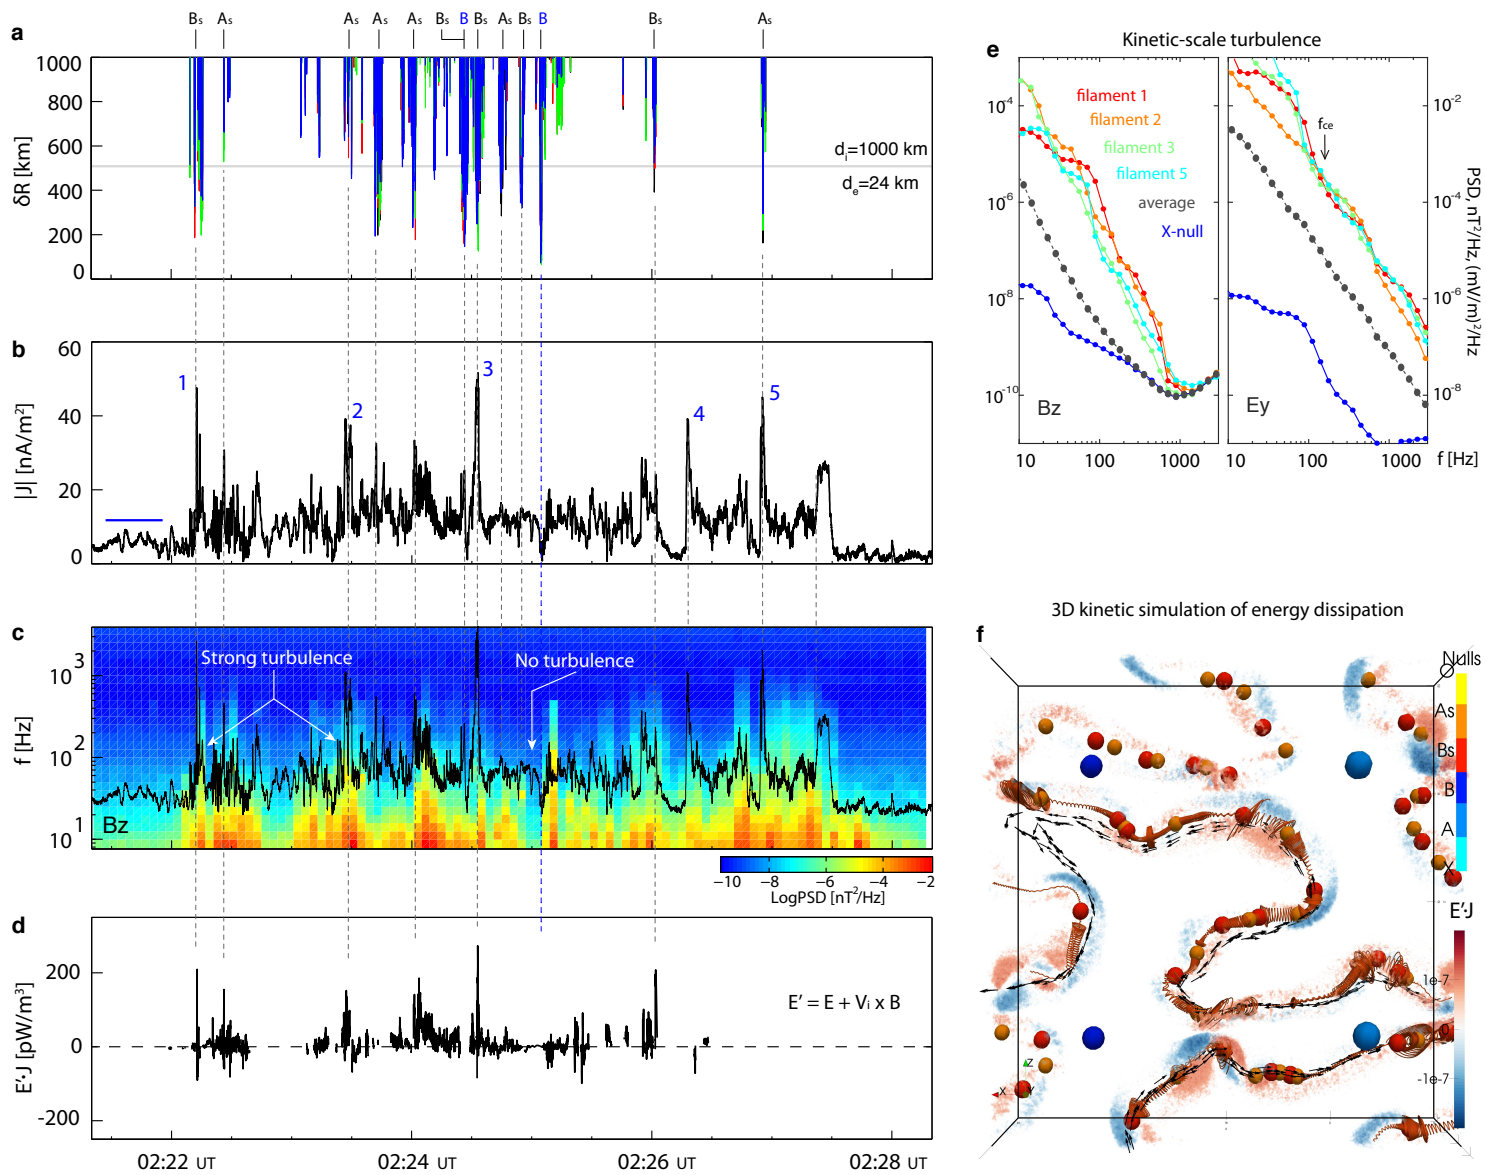 a
Bs As As As As Bs B Bs As Bs B Bs As
1000
800
600
400
200
0
δR [km]
di=1000 km
de=24 km
b
60
40
20
0
|J| [nA/m²]
1
2
3
4
5
c
10³
10²
10¹
f [Hz]
Strong turbulence
No turbulence
Bz
−10 −8 −6 −4 −2
LogPSD [nT²/Hz]
d
200
0
-200
E'·J [pW/m³]
E' = E + Vi x B
02:22 UT 02:24 UT 02:26 UT 02:28 UT
e
Kinetic-scale turbulence
10⁻⁴
10⁻⁶
10⁻⁸
10⁻¹⁰
filament 1
filament 2
filament 3
filament 5
average
X-null
Bz
10 100 1000
fce
Ey
10 100 1000
f [Hz]
10⁻²
10⁻⁴
10⁻⁶
10⁻⁸
PSD, nT²/Hz, (mV/m)²/Hz
3D kinetic simulation of energy dissipation
f
Nulls
O
As
Bs
B
A
X
E'·J
1e-7
0
-1e-7
Z
X
Y